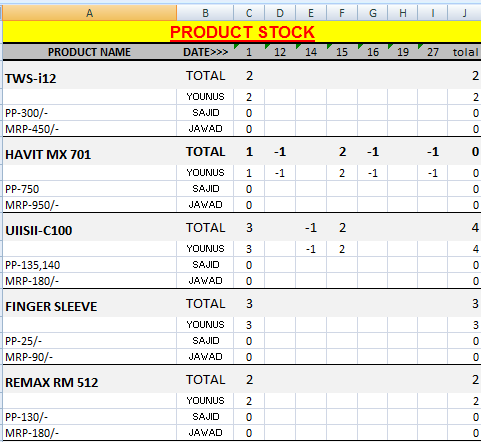 A B C D E F G H I J
PRODUCT STOCK
PRODUCT NAME DATE>>> 1 12 14 15 16 19 27 total
TWS-i12 TOTAL 2 2
YOUNUS 2 2
PP-300/- SAJID 0 0
MRP-450/- JAWAD 0 0
HAVIT MX 701 TOTAL 1 -1 2 -1 -1 0
YOUNUS 1 -1 2 -1 -1 0
PP-750 SAJID 0 0
MRP-950/- JAWAD 0 0
UIISII-C100 TOTAL 3 -1 2 4
YOUNUS 3 -1 2 4
PP-135,140 SAJID 0 0
MRP-180/- JAWAD 0 0
FINGER SLEEVE TOTAL 3 3
YOUNUS 3 3
PP-25/- SAJID 0 0
MRP-90/- JAWAD 0 0
REMAX RM 512 TOTAL 2 2
YOUNUS 2 2
PP-130/- SAJID 0 0
MRP-180/- JAWAD 0 0